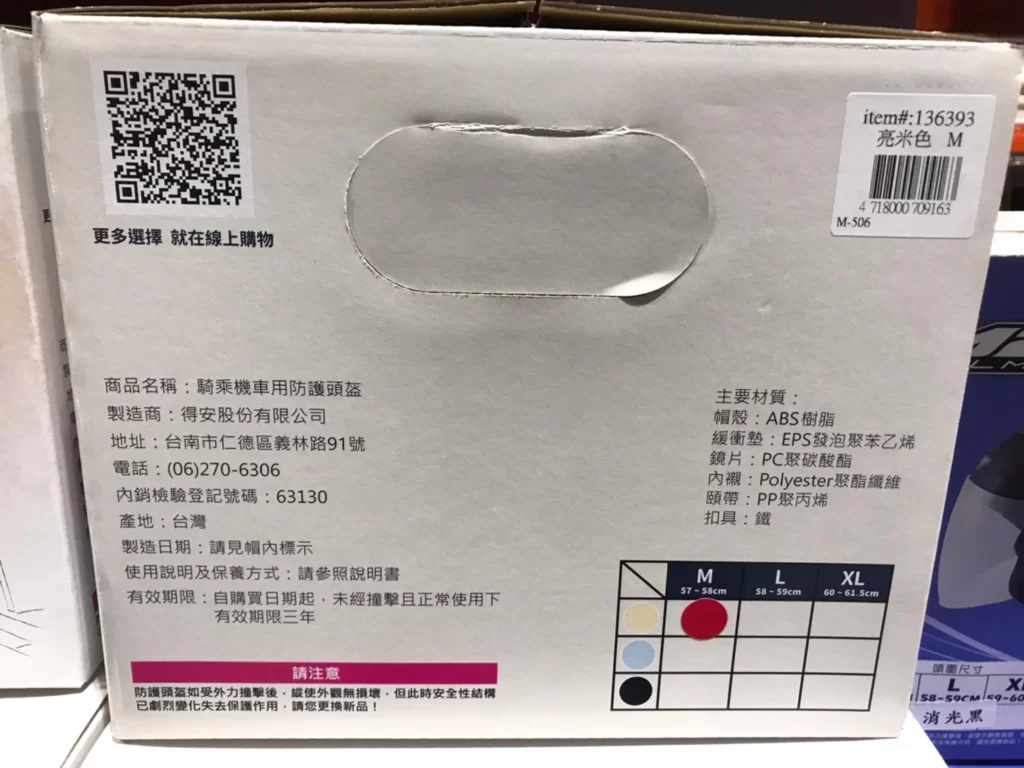 item#:136393
亮米色 M
4 718000 709163
M-506
更多選擇 就在線上購物
商品名稱：騎乘機車用防護頭盔
製造商：得安股份有限公司
地址：台南市仁德區義林路91號
電話：(06)270-6306
內銷檢驗登記號碼：63130
產地：台灣
製造日期：請見帽內標示
使用說明及保養方式：請參照說明書
有效期限：自購買日期起，未經撞擊且正常使用下
有效期限三年
主要材質：
帽殼：ABS樹脂
緩衝墊：EPS發泡聚苯乙烯
鏡片：PC聚碳酸酯
內襯：Polyester聚酯纖維
頤帶：PP聚丙烯
扣具：鐵
M L XL
57~58cm 58~59cm 60~61.5cm
請注意
防護頭盔如受外力撞擊後，縱使外觀無損壞，但此時安全性結構
已劇烈變化失去保護作用，請您更換新品！
頭圍尺寸
L
58-59CM 59-60
消光黑